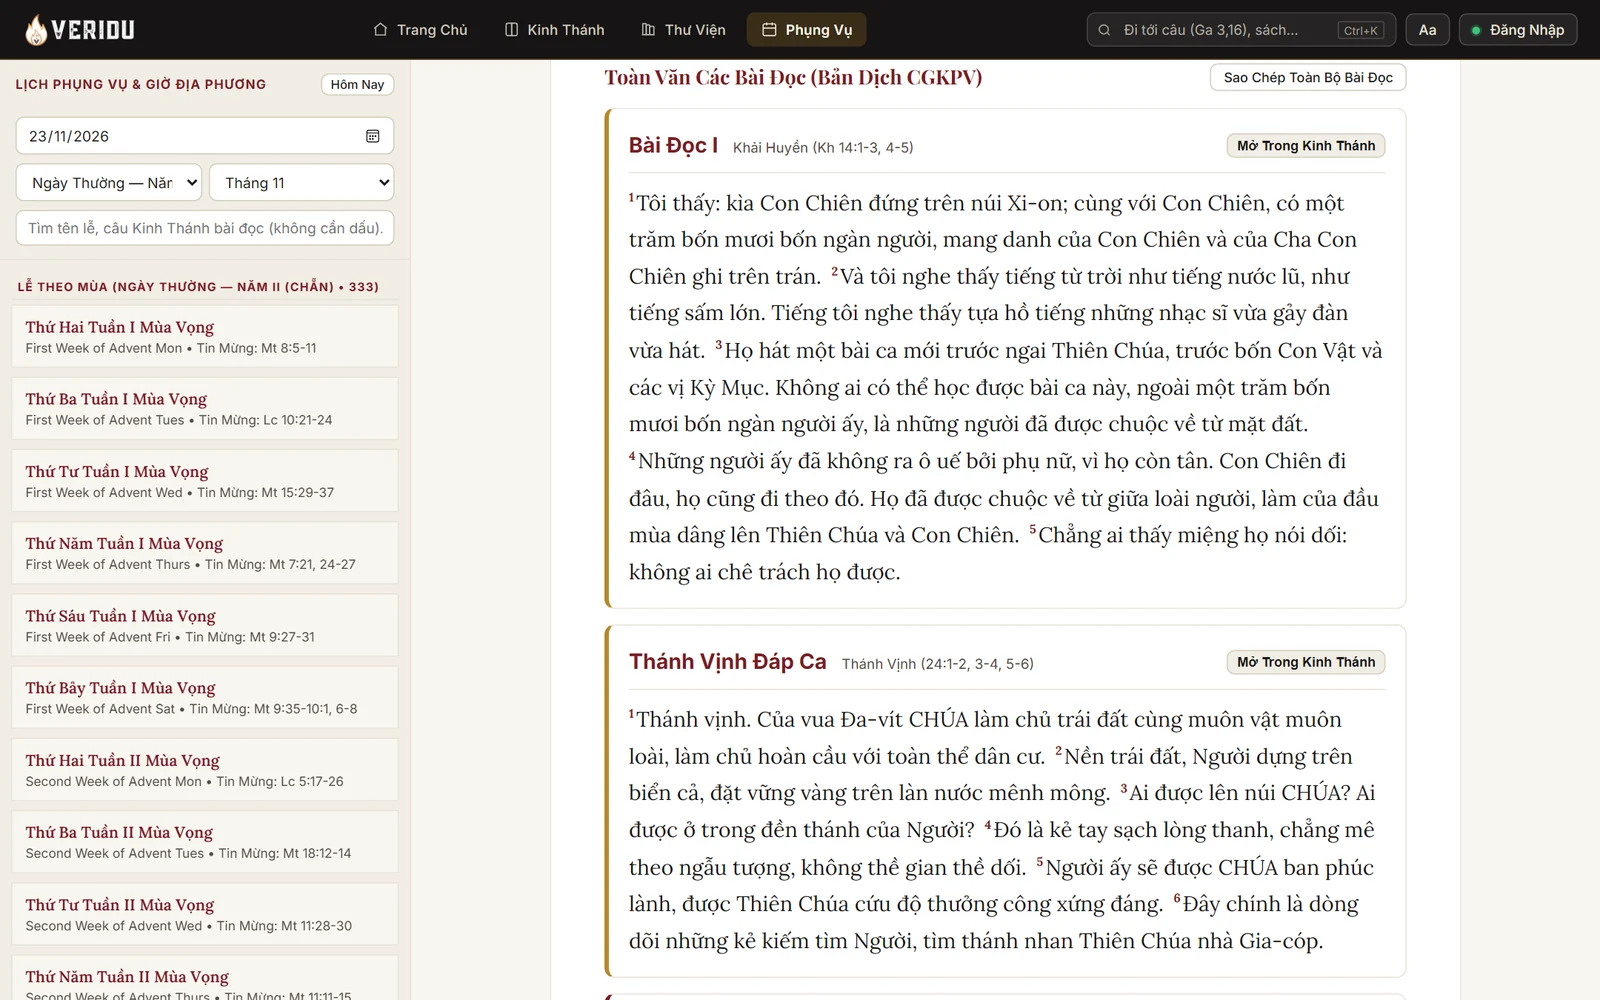 VERIDU
Trang Chủ
Kinh Thánh
Thư Viện
Phụng Vụ
Đi tới câu (Ga 3,16), sách...
Ctrl+K
Aa
Đăng Nhập
LỊCH PHỤNG VỤ & GIỜ ĐỊA PHƯƠNG
Hôm Nay
23/11/2026
Ngày Thường — Năm
Tháng 11
Tìm tên lễ, câu Kinh Thánh bài đọc (không cần dấu).
LỄ THEO MÙA (NGÀY THƯỜNG — NĂM II (CHẴN) • 333)
Thứ Hai Tuần I Mùa Vọng
First Week of Advent Mon • Tin Mừng: Mt 8:5-11
Thứ Ba Tuần I Mùa Vọng
First Week of Advent Tues • Tin Mừng: Lc 10:21-24
Thứ Tư Tuần I Mùa Vọng
First Week of Advent Wed • Tin Mừng: Mt 15:29-37
Thứ Năm Tuần I Mùa Vọng
First Week of Advent Thurs • Tin Mừng: Mt 7:21, 24-27
Thứ Sáu Tuần I Mùa Vọng
First Week of Advent Fri • Tin Mừng: Mt 9:27-31
Thứ Bảy Tuần I Mùa Vọng
First Week of Advent Sat • Tin Mừng: Mt 9:35-10:1, 6-8
Thứ Hai Tuần II Mùa Vọng
Second Week of Advent Mon • Tin Mừng: Lc 5:17-26
Thứ Ba Tuần II Mùa Vọng
Second Week of Advent Tues • Tin Mừng: Mt 18:12-14
Thứ Tư Tuần II Mùa Vọng
Second Week of Advent Wed • Tin Mừng: Mt 11:28-30
Thứ Năm Tuần II Mùa Vọng
Second Week of Advent Thurs • Tin Mừng: Mt 11:11-15
Toàn Văn Các Bài Đọc (Bản Dịch CGKPV)
Sao Chép Toàn Bộ Bài Đọc
Bài Đọc I Khải Huyền (Kh 14:1-3, 4-5)
Mở Trong Kinh Thánh
1Tôi thấy: kìa Con Chiên đứng trên núi Xi-on; cùng với Con Chiên, có một
trăm bốn mươi bốn ngàn người, mang danh của Con Chiên và của Cha Con
Chiên ghi trên trán. 2Và tôi nghe thấy tiếng từ trời như tiếng nước lũ, như
tiếng sấm lớn. Tiếng tôi nghe thấy tựa hồ tiếng những nhạc sĩ vừa gảy đàn
vừa hát. 3Họ hát một bài ca mới trước ngai Thiên Chúa, trước bốn Con Vật và
các vị Kỳ Mục. Không ai có thể học được bài ca này, ngoài một trăm bốn
mươi bốn ngàn người ấy, là những người đã được chuộc về từ mặt đất.
4Những người ấy đã không ra ô uế bởi phụ nữ, vì họ còn tân. Con Chiên đi
đâu, họ cũng đi theo đó. Họ đã được chuộc về từ giữa loài người, làm của đầu
mùa dâng lên Thiên Chúa và Con Chiên. 5Chẳng ai thấy miệng họ nói dối:
không ai chê trách họ được.
Thánh Vịnh Đáp Ca Thánh Vịnh (24:1-2, 3-4, 5-6)
Mở Trong Kinh Thánh
1Thánh vịnh. Của vua Đa-vít CHÚA làm chủ trái đất cùng muôn vật muôn
loài, làm chủ hoàn cầu với toàn thể dân cư. 2Nền trái đất, Người dựng trên
biển cả, đặt vững vàng trên làn nước mênh mông. 3Ai được lên núi CHÚA? Ai
được ở trong đền thánh của Người? 4Đó là kẻ tay sạch lòng thanh, chẳng mê
theo ngẫu tượng, không thề gian thề dối. 5Người ấy sẽ được CHÚA ban phúc
lành, được Thiên Chúa cứu độ thưởng công xứng đáng. 6Đây chính là dòng
dõi những kẻ kiếm tìm Người, tìm thánh nhan Thiên Chúa nhà Gia-cóp.